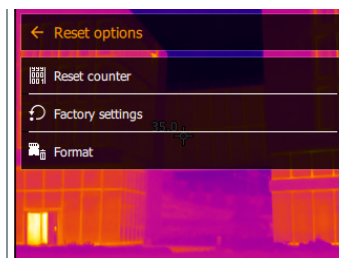 Reset options
Reset counter
Factory settings
35.0
Format